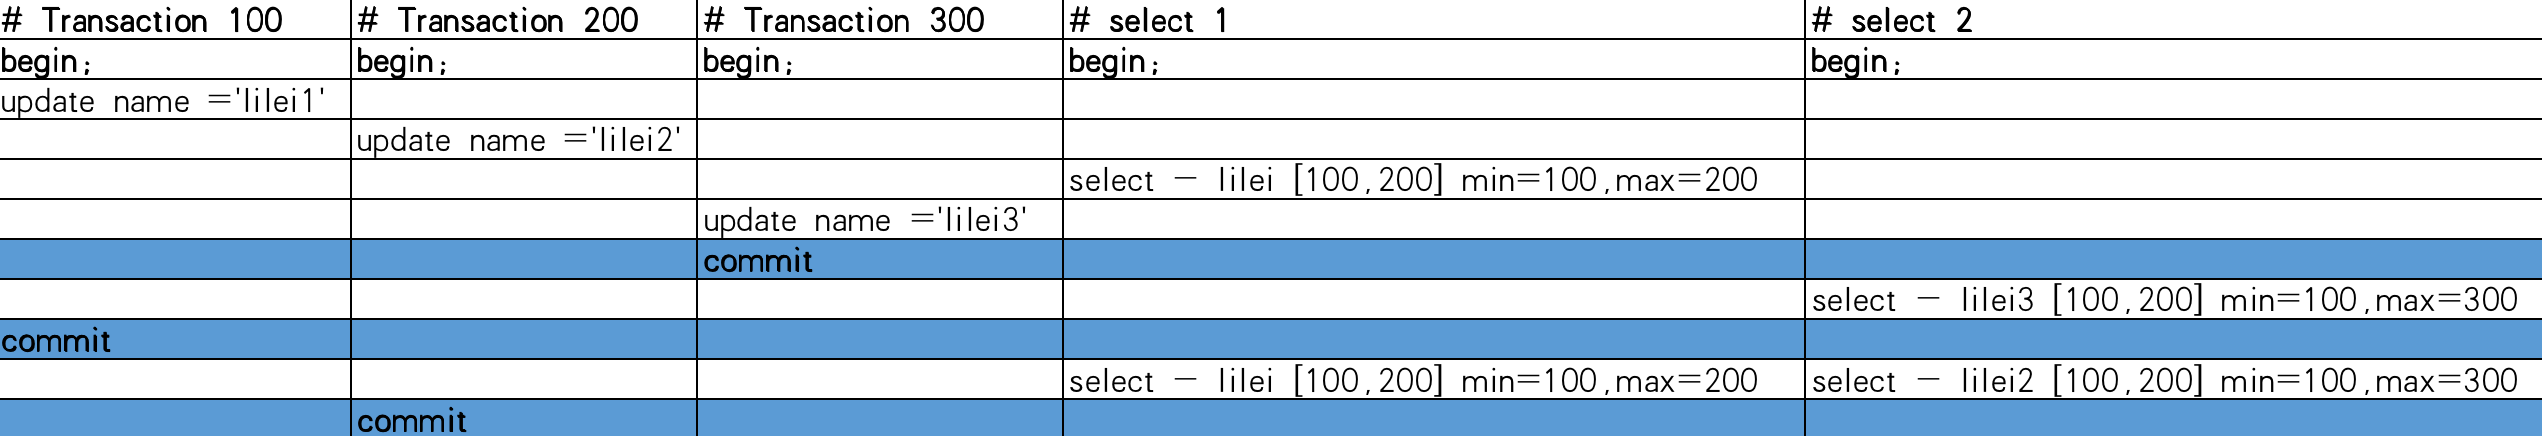 # Transaction 100 # Transaction 200 # Transaction 300 # select 1 # select 2
begin; begin; begin; begin; begin;
update name ='lilei1'
update name ='lilei2'
select - lilei [100,200] min=100,max=200
update name ='lilei3'
commit
select - lilei3 [100,200] min=100,max=300
commit
select - lilei [100,200] min=100,max=200 select - lilei2 [100,200] min=100,max=300
commit